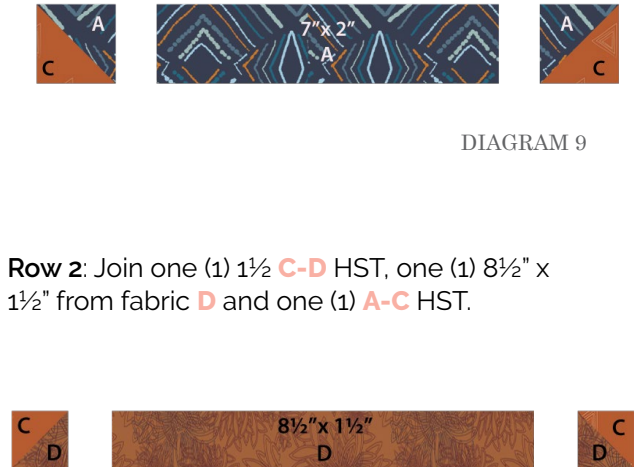 A 7"x 2" A
C A C
DIAGRAM 9
Row 2: Join one (1) 1½ C-D HST, one (1) 8½" x
1½" from fabric D and one (1) A-C HST.
C 8½"x 1½" C
D D D